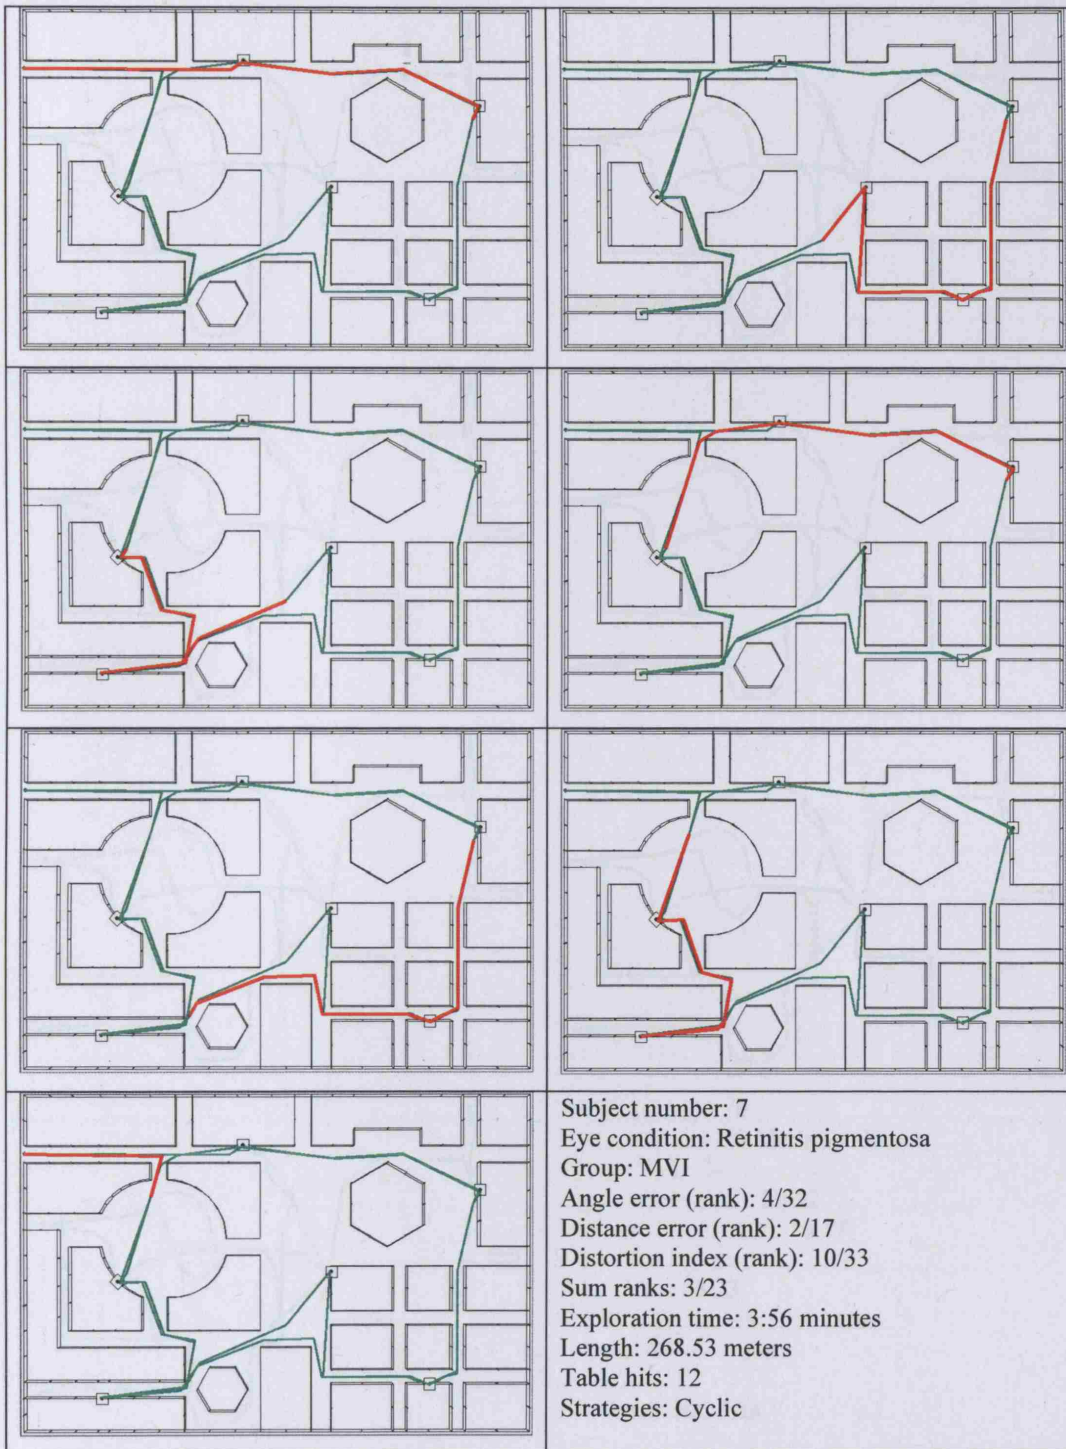 Subject number: 7
Eye condition: Retinitis pigmentosa
Group: MVI
Angle error (rank): 4/32
Distance error (rank): 2/17
Distortion index (rank): 10/33
Sum ranks: 3/23
Exploration time: 3:56 minutes
Length: 268.53 meters
Table hits: 12
Strategies: Cyclic